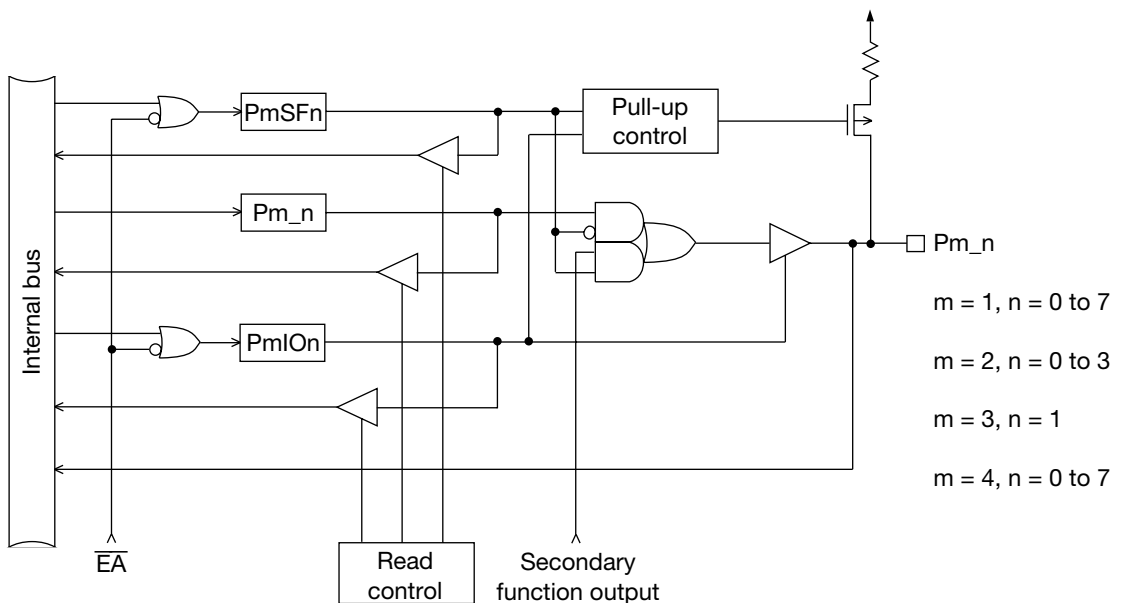 PmSFn
Pull-up
control
Pm_n
Pm_n
Internal bus
m = 1, n = 0 to 7
PmIOn
m = 2, n = 0 to 3
m = 3, n = 1
m = 4, n = 0 to 7
EA
Read
control
Secondary
function output